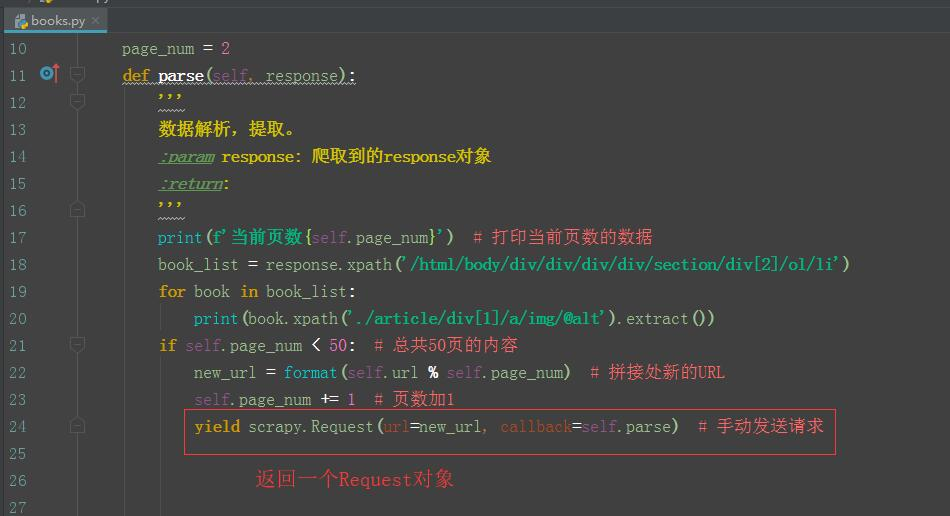 books.py
10 page_num = 2
11 def parse(self, response):
12 '''
13 数据解析，提取。
14 :param response: 爬取到的response对象
15 :return:
16 '''
17 print(f'当前页数{self.page_num}') # 打印当前页数的数据
18 book_list = response.xpath('/html/body/div/div/div/div/section/div[2]/ol/li')
19 for book in book_list:
20 print(book.xpath('./article/div[1]/a/img/@alt').extract())
21 if self.page_num < 50: # 总共50页的内容
22 new_url = format(self.url % self.page_num) # 拼接处新的URL
23 self.page_num += 1 # 页数加1
24 yield scrapy.Request(url=new_url, callback=self.parse) # 手动发送请求
25
26 返回一个Request对象
27